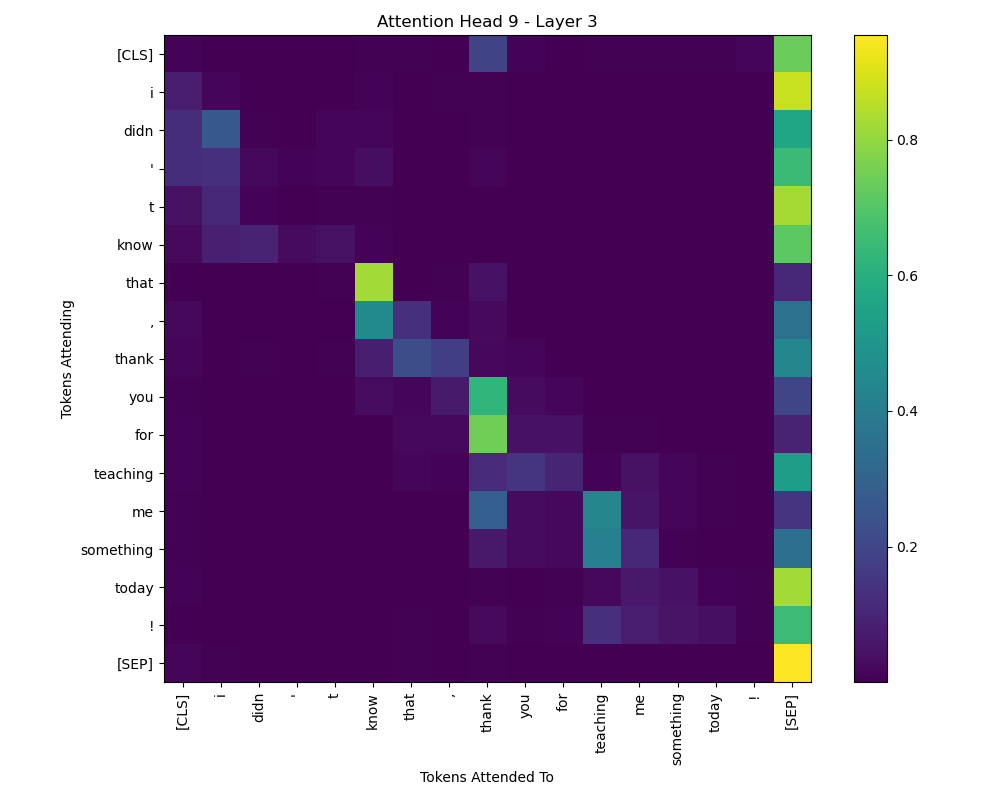 Attention Head 9 - Layer 3
Tokens Attending
[CLS]
i
didn
'
t
know
that
,
thank
you
for
teaching
me
something
today
!
[SEP]
[CLS]
i
didn
'
t
know
that
,
thank
you
for
teaching
me
something
today
!
[SEP]
Tokens Attended To
0.8
0.6
0.4
0.2